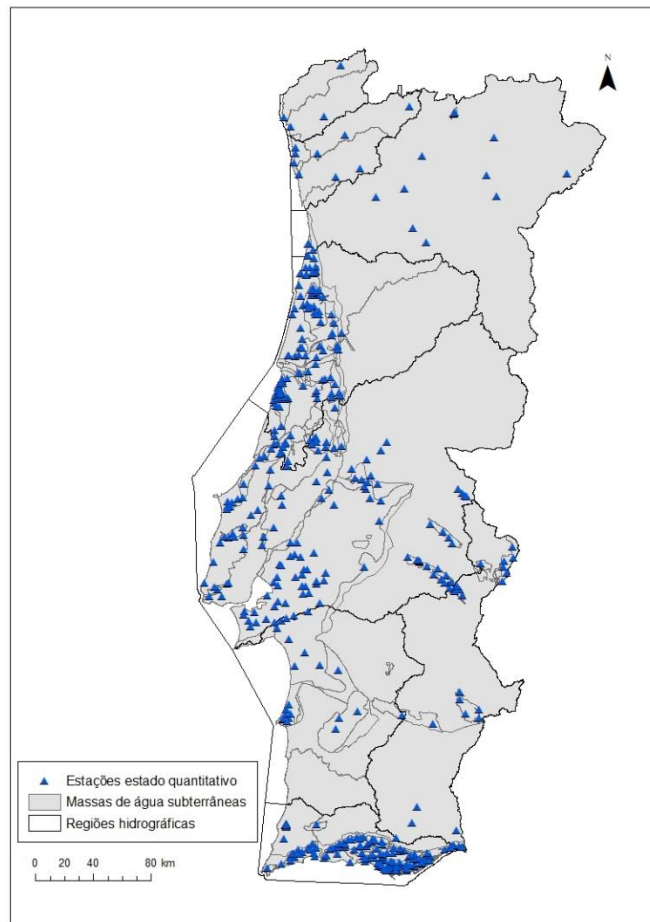 N
Estações estado quantitativo
Massas de água subterrâneas
Regiões hidrográficas
0 20 40 80 km